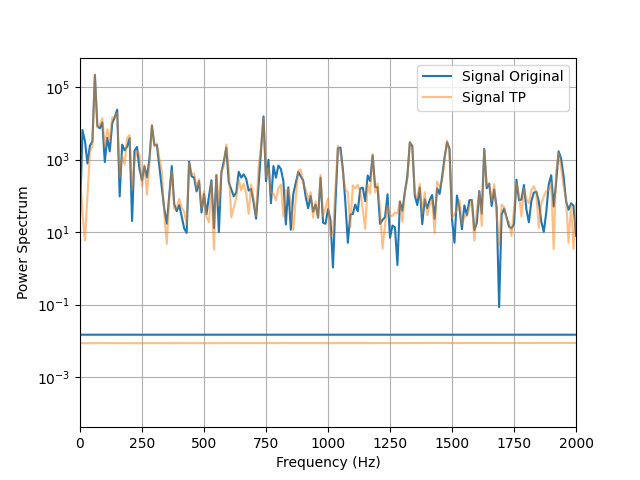 Signal Original
Signal TP
Power Spectrum
10⁵
10³
10¹
10⁻¹
10⁻³
0 250 500 750 1000 1250 1500 1750 2000
Frequency (Hz)